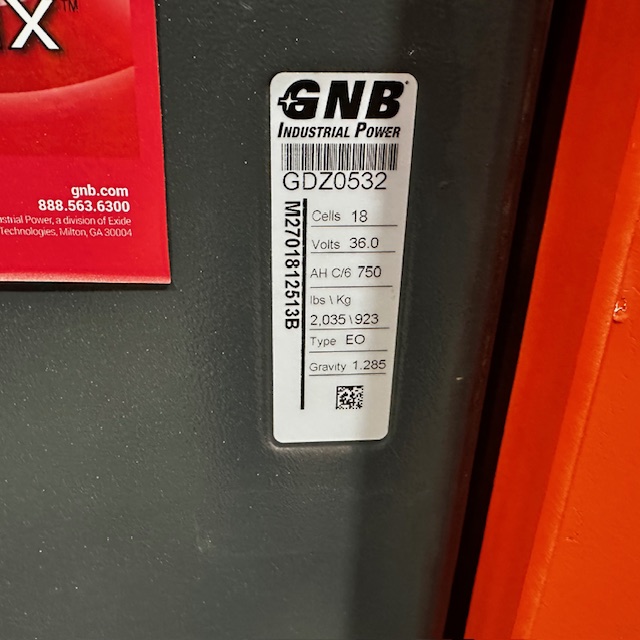 IX™
gnb.com
888.563.6300
strial Power, a division of Exide
Technologies, Milton, GA 30004
GNB®
INDUSTRIAL POWER
GDZ0532
M2701812513B
Cells 18
Volts 36.0
AH C/6 750
lbs \ Kg
2,035\923
Type EO
Gravity 1.285